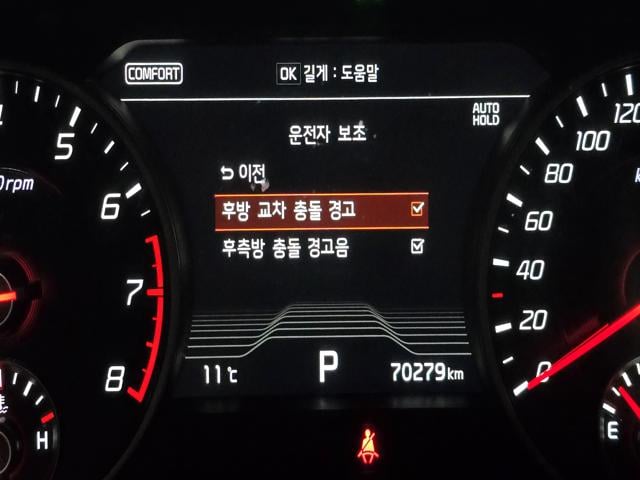 COMFORT
OK 길게 : 도움말
AUTO HOLD
운전자 보조
이전
후방 교차 충돌 경고
후측방 충돌 경고음
11℃
P
70279km
5
6
7
8
rpm
H
0
20
40
60
80
100
120
E